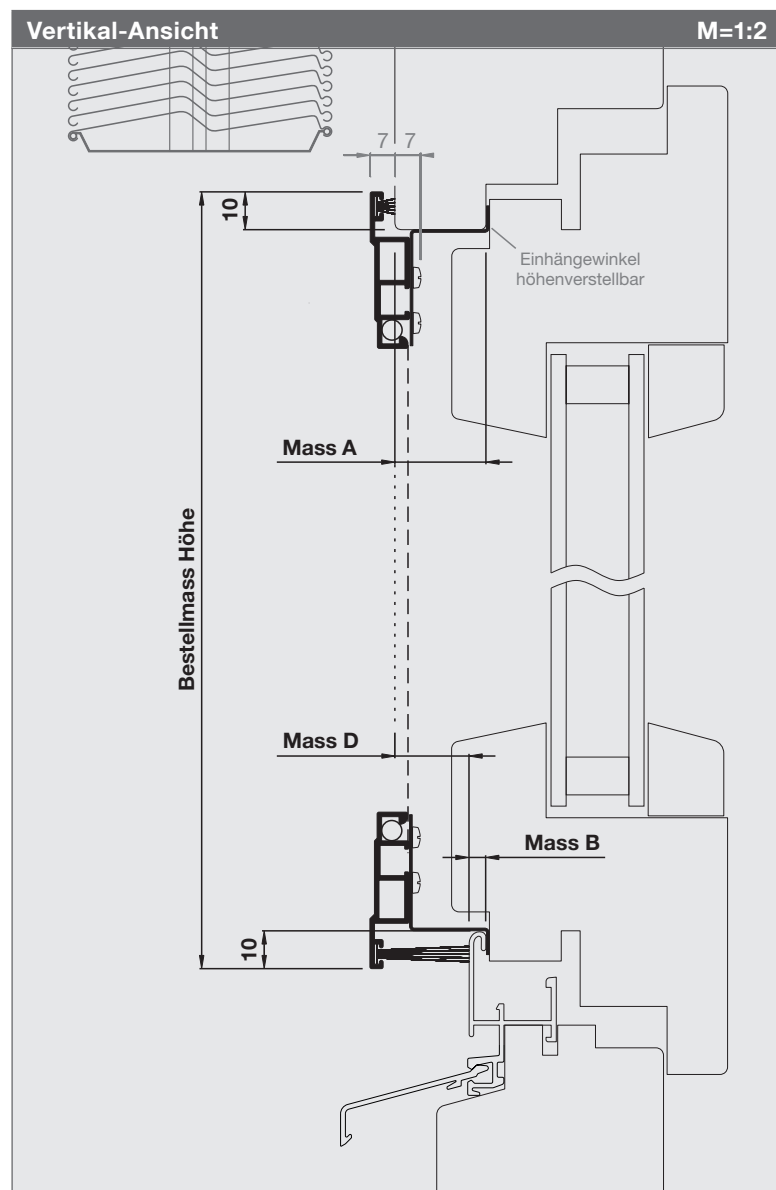 Vertikal-Ansicht M=1:2
7 7
10
Einhängewinkel
höhenverstellbar
Mass A
Bestellmass Höhe
Mass D
Mass B
10